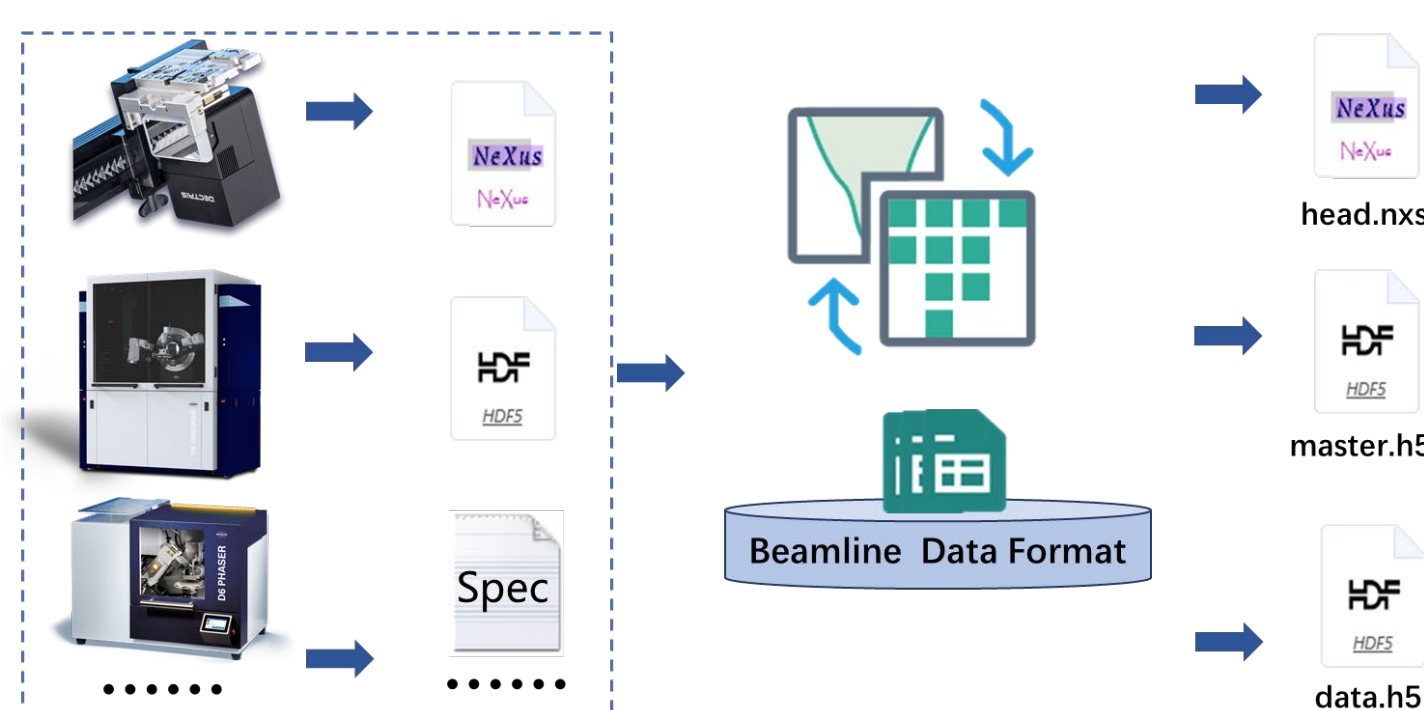 DECTRIS
NeXus
NeXus
HDF
HDF5
D6 PHASER
Spec
Beamline Data Format
NeXus
NeXus
head.nxs
HDF
HDF5
master.h5
HDF
HDF5
data.h5